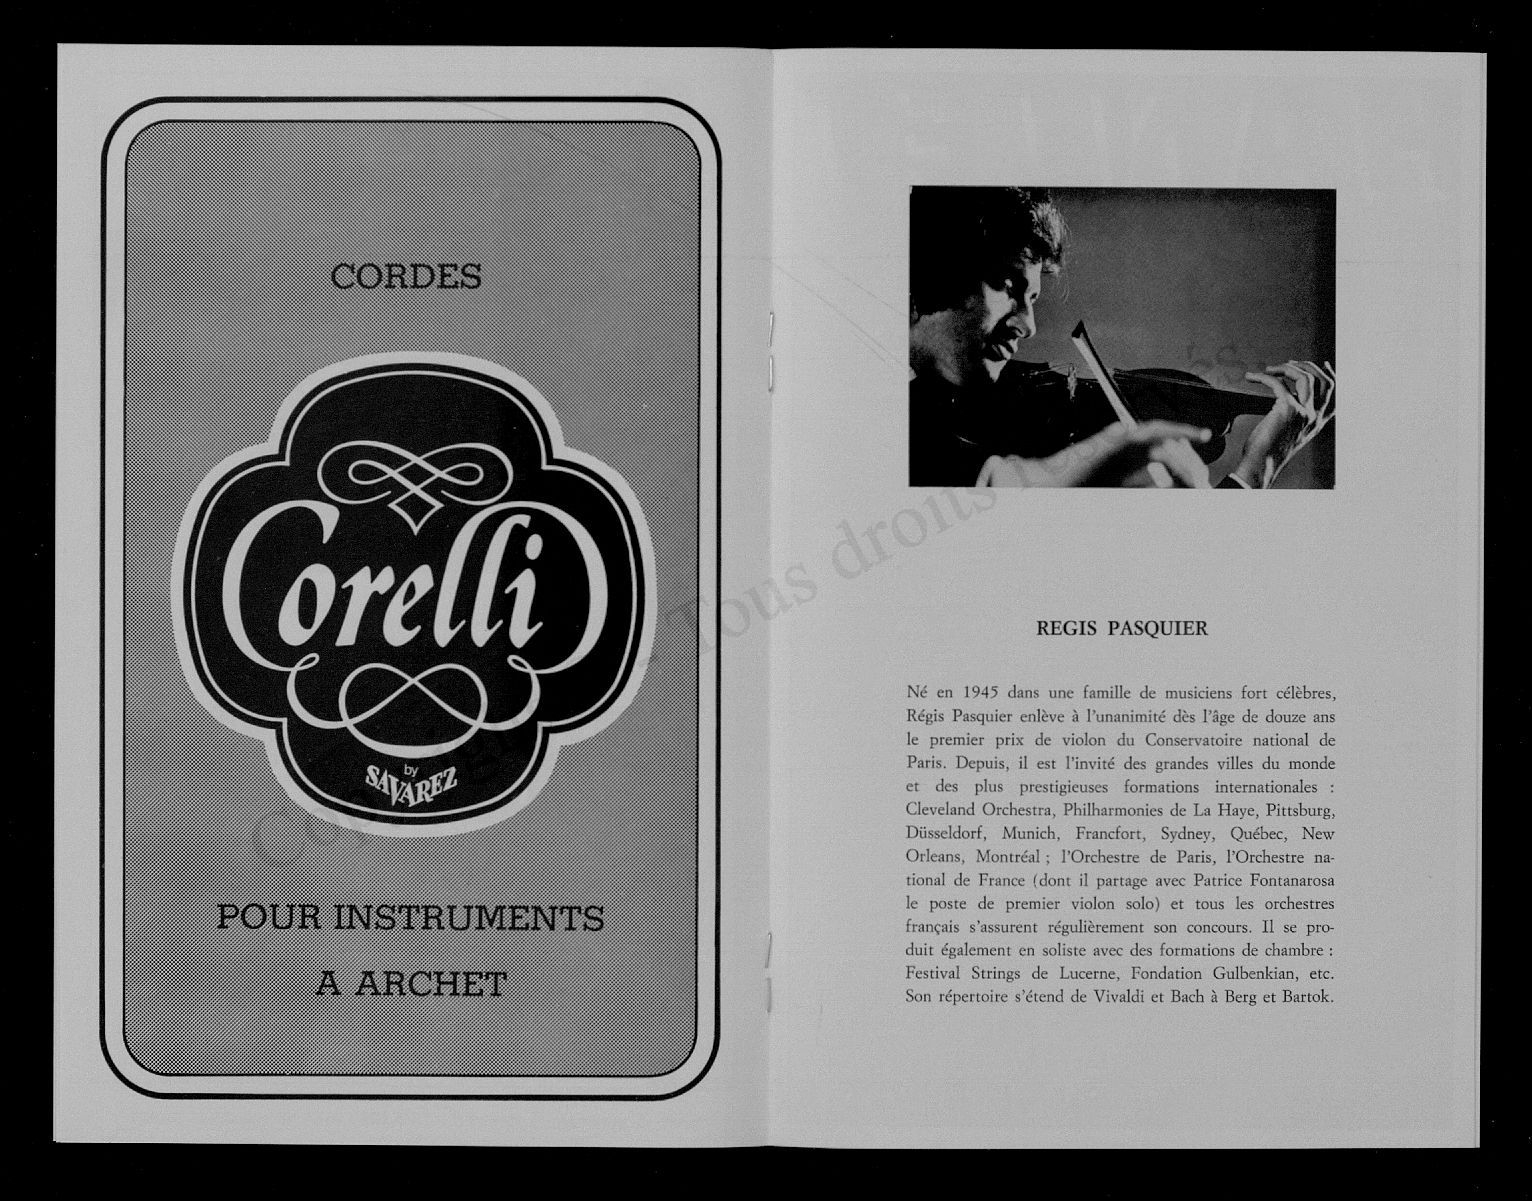 CORDES
Corelli
by
SAVAREZ
POUR INSTRUMENTS
A ARCHET
Tous droits
REGIS PASQUIER
Né en 1945 dans une famille de musiciens fort célèbres,
Régis Pasquier enlève à l'unanimité dès l'âge de douze ans
le premier prix de violon du Conservatoire national de
Paris. Depuis, il est l'invité des grandes villes du monde
et des plus prestigieuses formations internationales :
Cleveland Orchestra, Philharmonies de La Haye, Pittsburg,
Düsseldorf, Munich, Francfort, Sydney, Québec, New
Orleans, Montréal ; l'Orchestre de Paris, l'Orchestre na-
tional de France (dont il partage avec Patrice Fontanarosa
le poste de premier violon solo) et tous les orchestres
français s'assurent régulièrement son concours. Il se pro-
duit également en soliste avec des formations de chambre :
Festival Strings de Lucerne, Fondation Gulbenkian, etc.
Son répertoire s'étend de Vivaldi et Bach à Berg et Bartok.